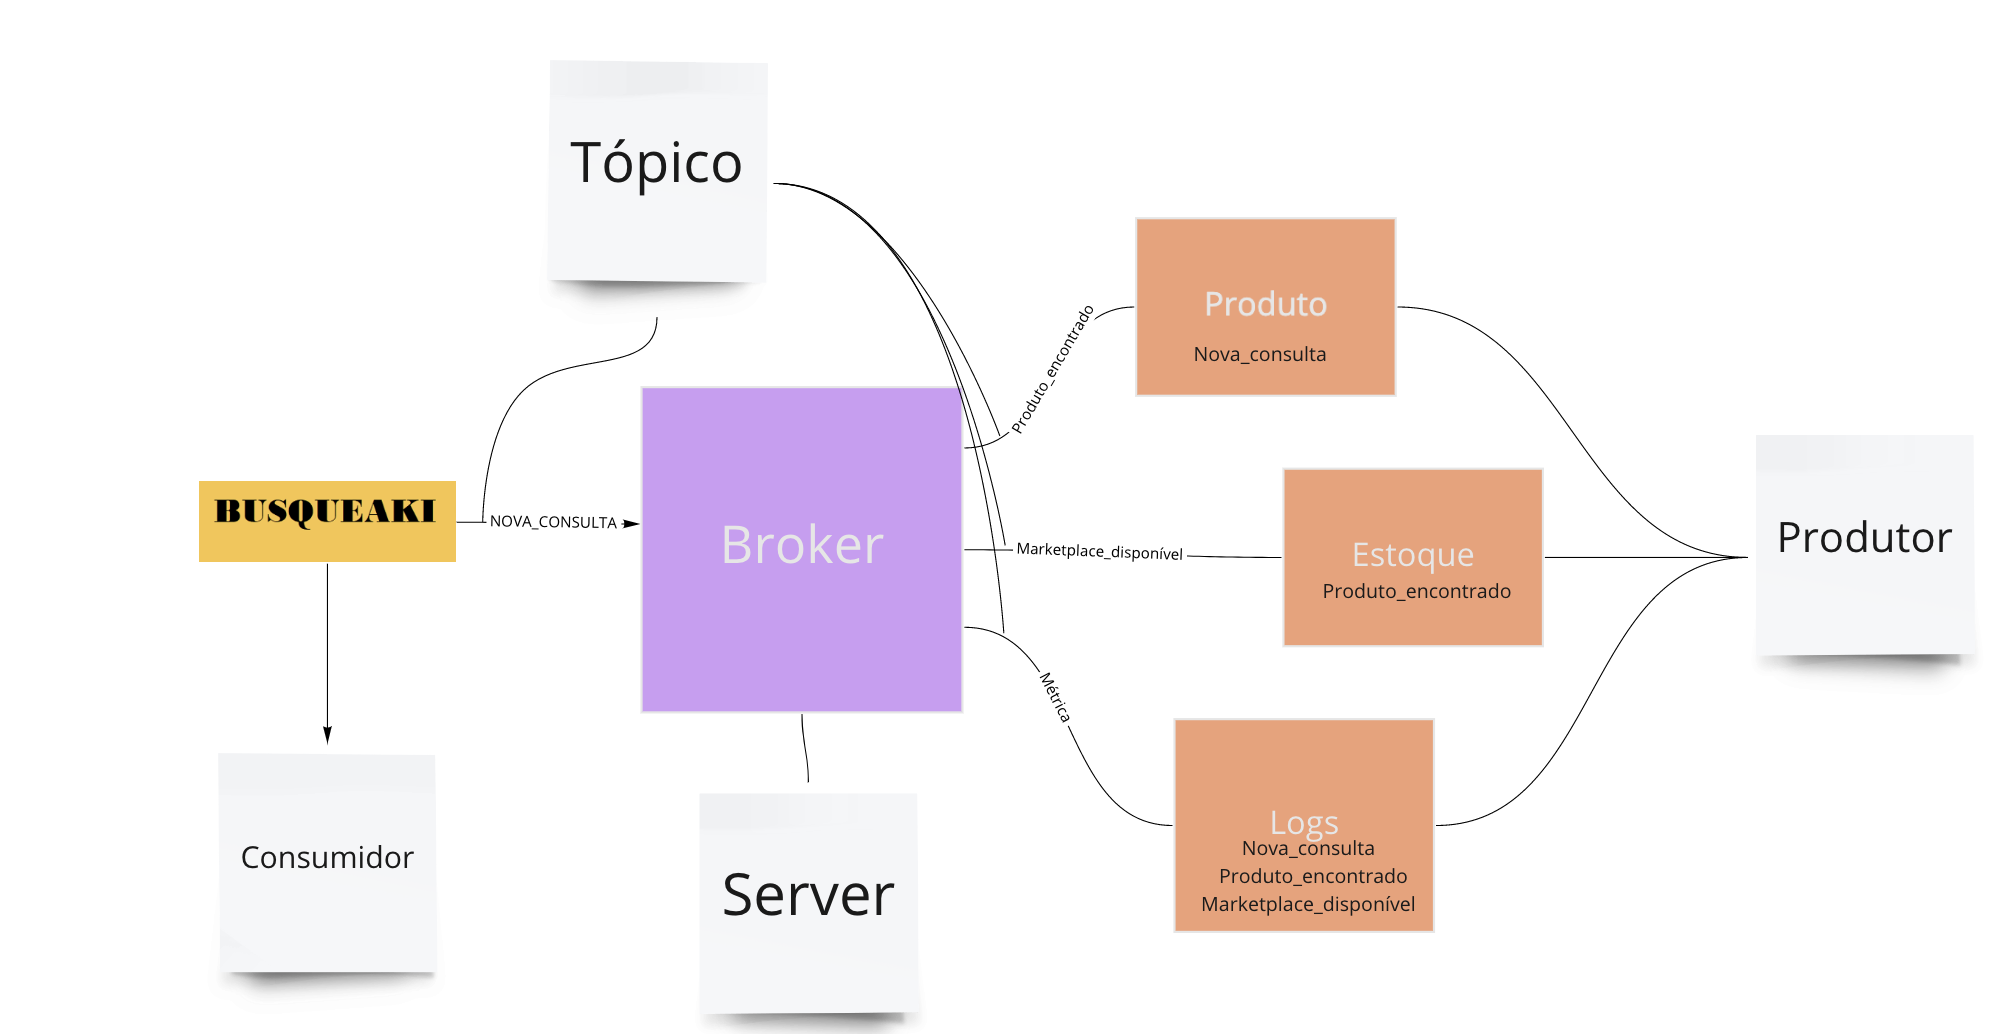 Tópico
Produto
Nova_consulta
Produto_encontrado
BUSQUEAKI
NOVA_CONSULTA
Broker
Marketplace_disponível
Estoque
Produto_encontrado
Produtor
Métrica
Consumidor
Server
Logs
Nova_consulta
Produto_encontrado
Marketplace_disponível